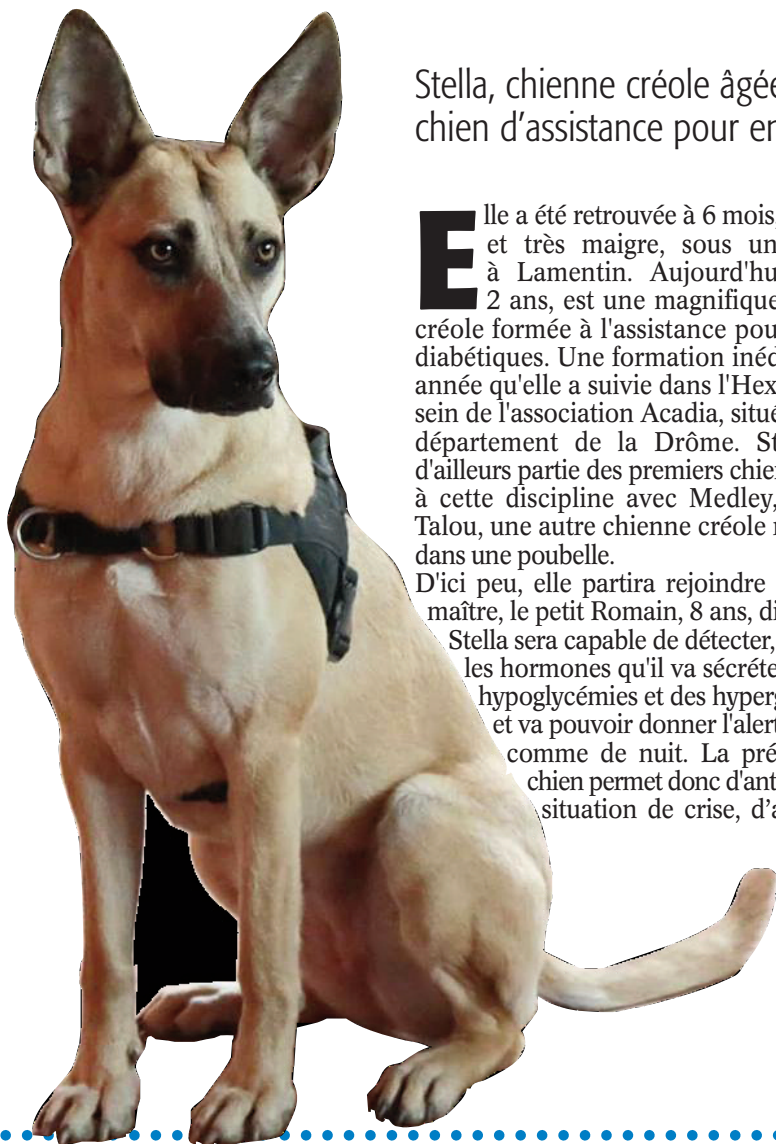 Stella, chienne créole âgée
chien d’assistance pour en
Elle a été retrouvée à 6 mois,
et très maigre, sous un
à Lamentin. Aujourd'hu
2 ans, est une magnifique
créole formée à l'assistance pou
diabétiques. Une formation inéd
année qu'elle a suivie dans l'Hex
sein de l'association Acadia, situé
département de la Drôme. St
d'ailleurs partie des premiers chie
à cette discipline avec Medley,
Talou, une autre chienne créole r
dans une poubelle.
D'ici peu, elle partira rejoindre
maître, le petit Romain, 8 ans, di
Stella sera capable de détecter,
les hormones qu'il va sécréte
hypoglycémies et des hyperg
et va pouvoir donner l'alert
comme de nuit. La pré
chien permet donc d'ant
situation de crise, d’a